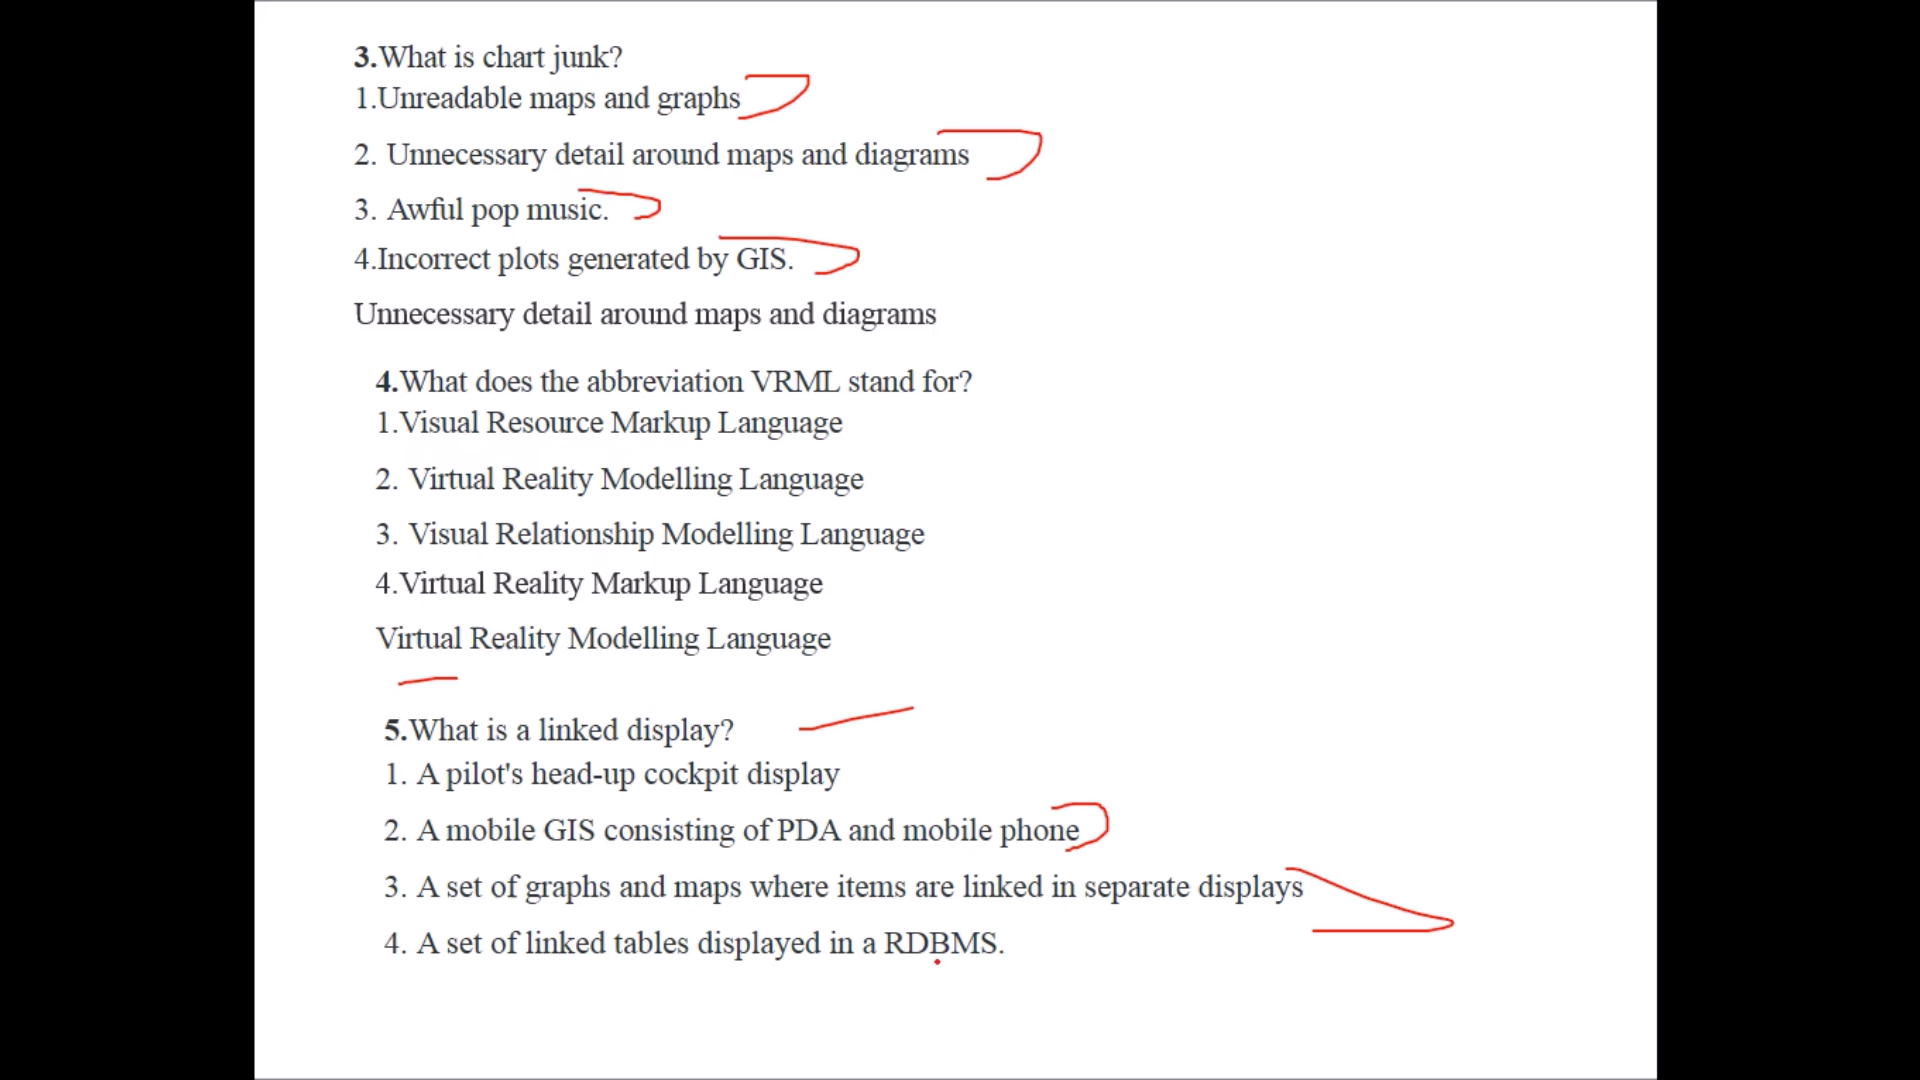 3.What is chart junk?
1.Unreadable maps and graphs
2. Unnecessary detail around maps and diagrams
3. Awful pop music.
4.Incorrect plots generated by GIS.
Unnecessary detail around maps and diagrams
4.What does the abbreviation VRML stand for?
1.Visual Resource Markup Language
2. Virtual Reality Modelling Language
3. Visual Relationship Modelling Language
4.Virtual Reality Markup Language
Virtual Reality Modelling Language
5.What is a linked display?
1. A pilot's head-up cockpit display
2. A mobile GIS consisting of PDA and mobile phone
3. A set of graphs and maps where items are linked in separate displays
4. A set of linked tables displayed in a RDBMS.